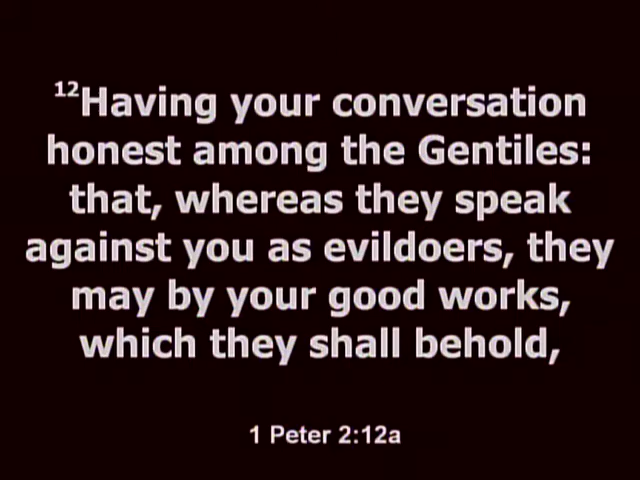 ¹²Having your conversation
honest among the Gentiles:
that, whereas they speak
against you as evildoers, they
may by your good works,
which they shall behold,
1 Peter 2:12a